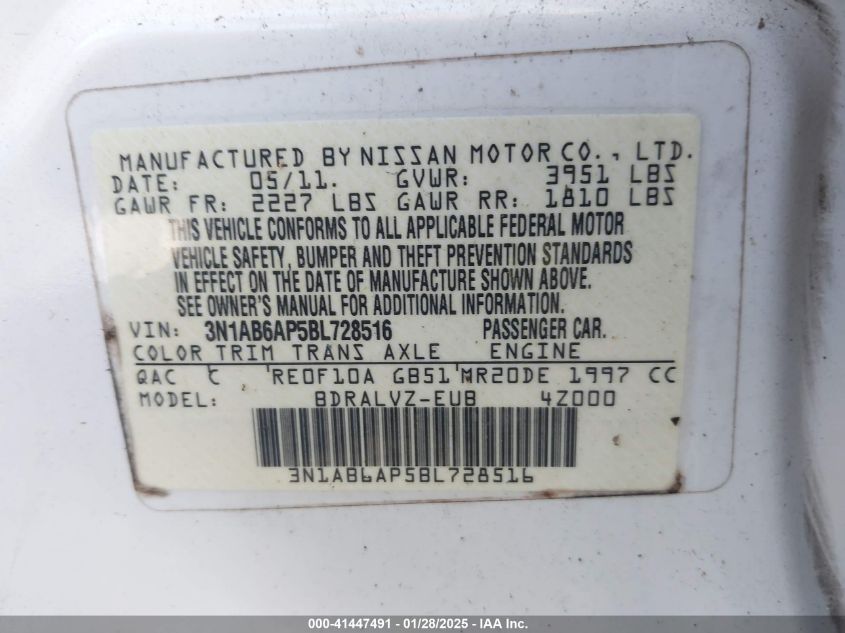 MANUFACTURED BY NISSAN MOTOR CO., LTD.
DATE: 05/11. GVWR: 3951 LBS
GAWR FR: 2227 LBS GAWR RR: 1810 LBS
THIS VEHICLE CONFORMS TO ALL APPLICABLE FEDERAL MOTOR
VEHICLE SAFETY, BUMPER AND THEFT PREVENTION STANDARDS
IN EFFECT ON THE DATE OF MANUFACTURE SHOWN ABOVE.
SEE OWNER'S MANUAL FOR ADDITIONAL INFORMATION.
VIN: 3N1AB6AP5BL728516 PASSENGER CAR.
COLOR TRIM TRANS AXLE ENGINE
QAC C RE0F10A GB51 MR20DE 1997 CC
MODEL: BDRALVZ-EUB 4Z000
3N1AB6AP5BL728516
000-41447491 - 01/28/2025 - IAA Inc.